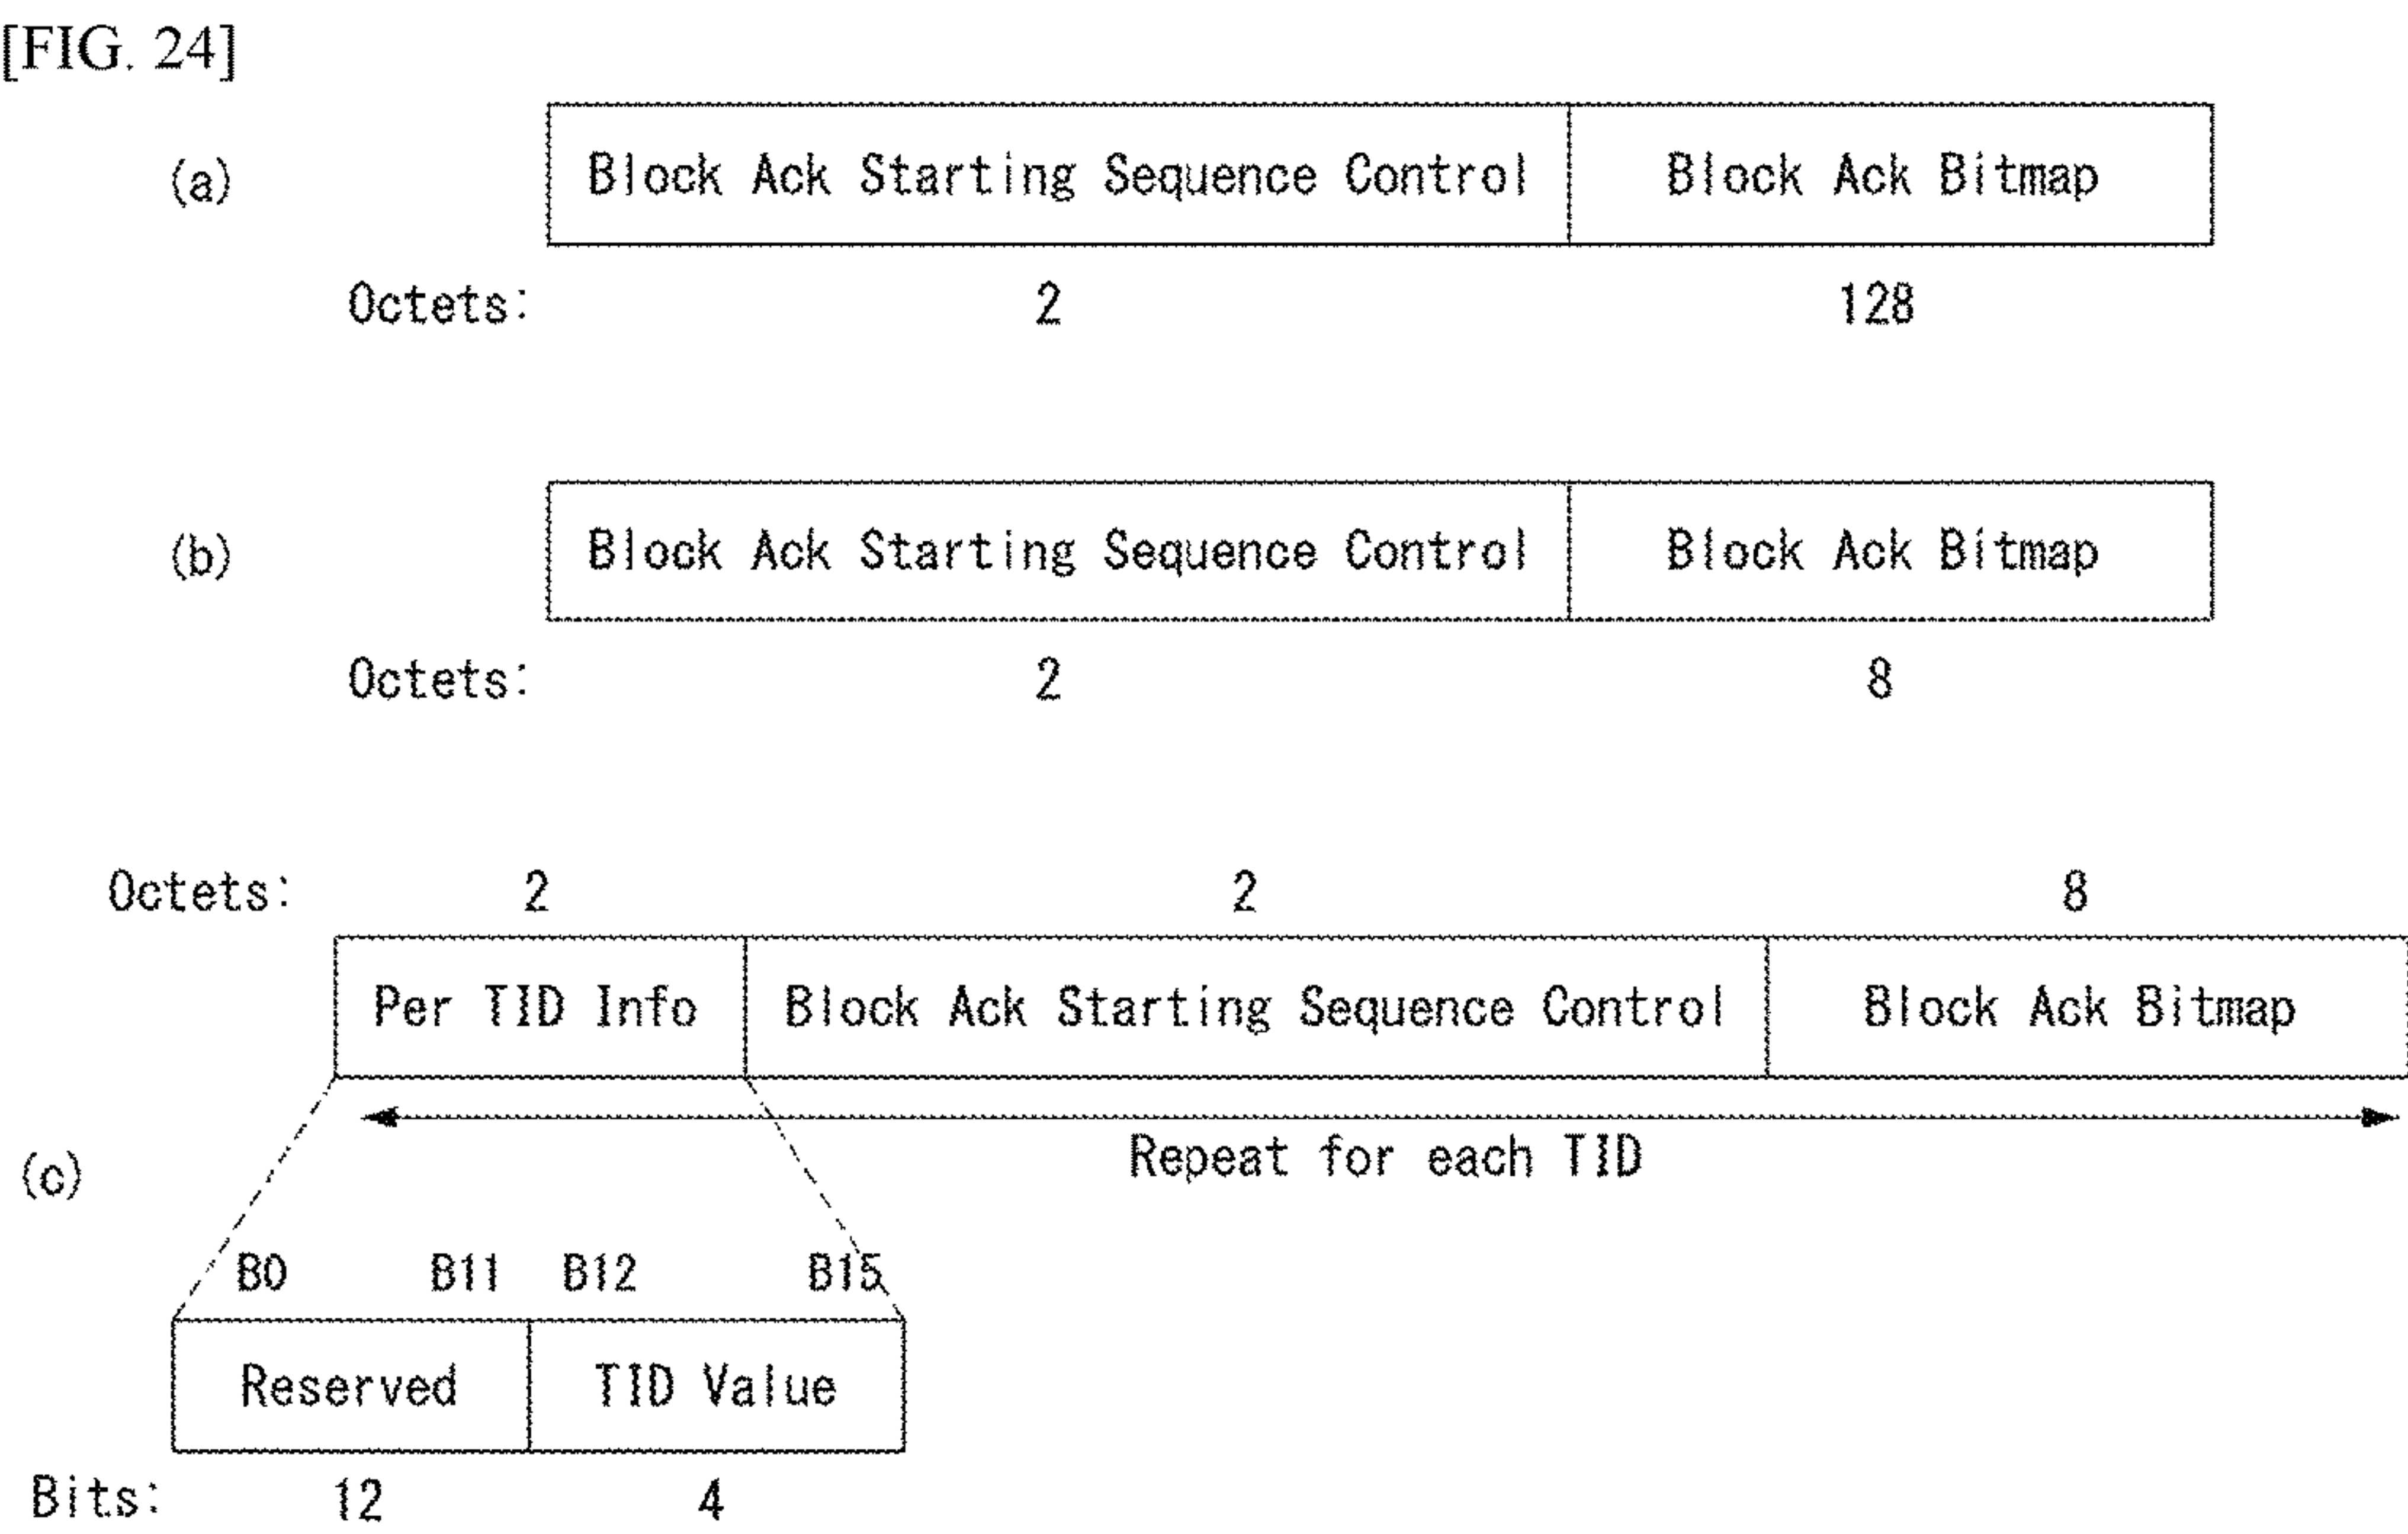 [FIG. 24]
(a) Block Ack Starting Sequence Control Block Ack Bitmap
Octets: 2 128
(b) Block Ack Starting Sequence Control Block Ack Bitmap
Octets: 2 8
Octets: 2 2 8
Per TID Info Block Ack Starting Sequence Control Block Ack Bitmap
Repeat for each TID
(c)
B0 B11 B12 B15
Reserved TID Value
Bits: 12 4